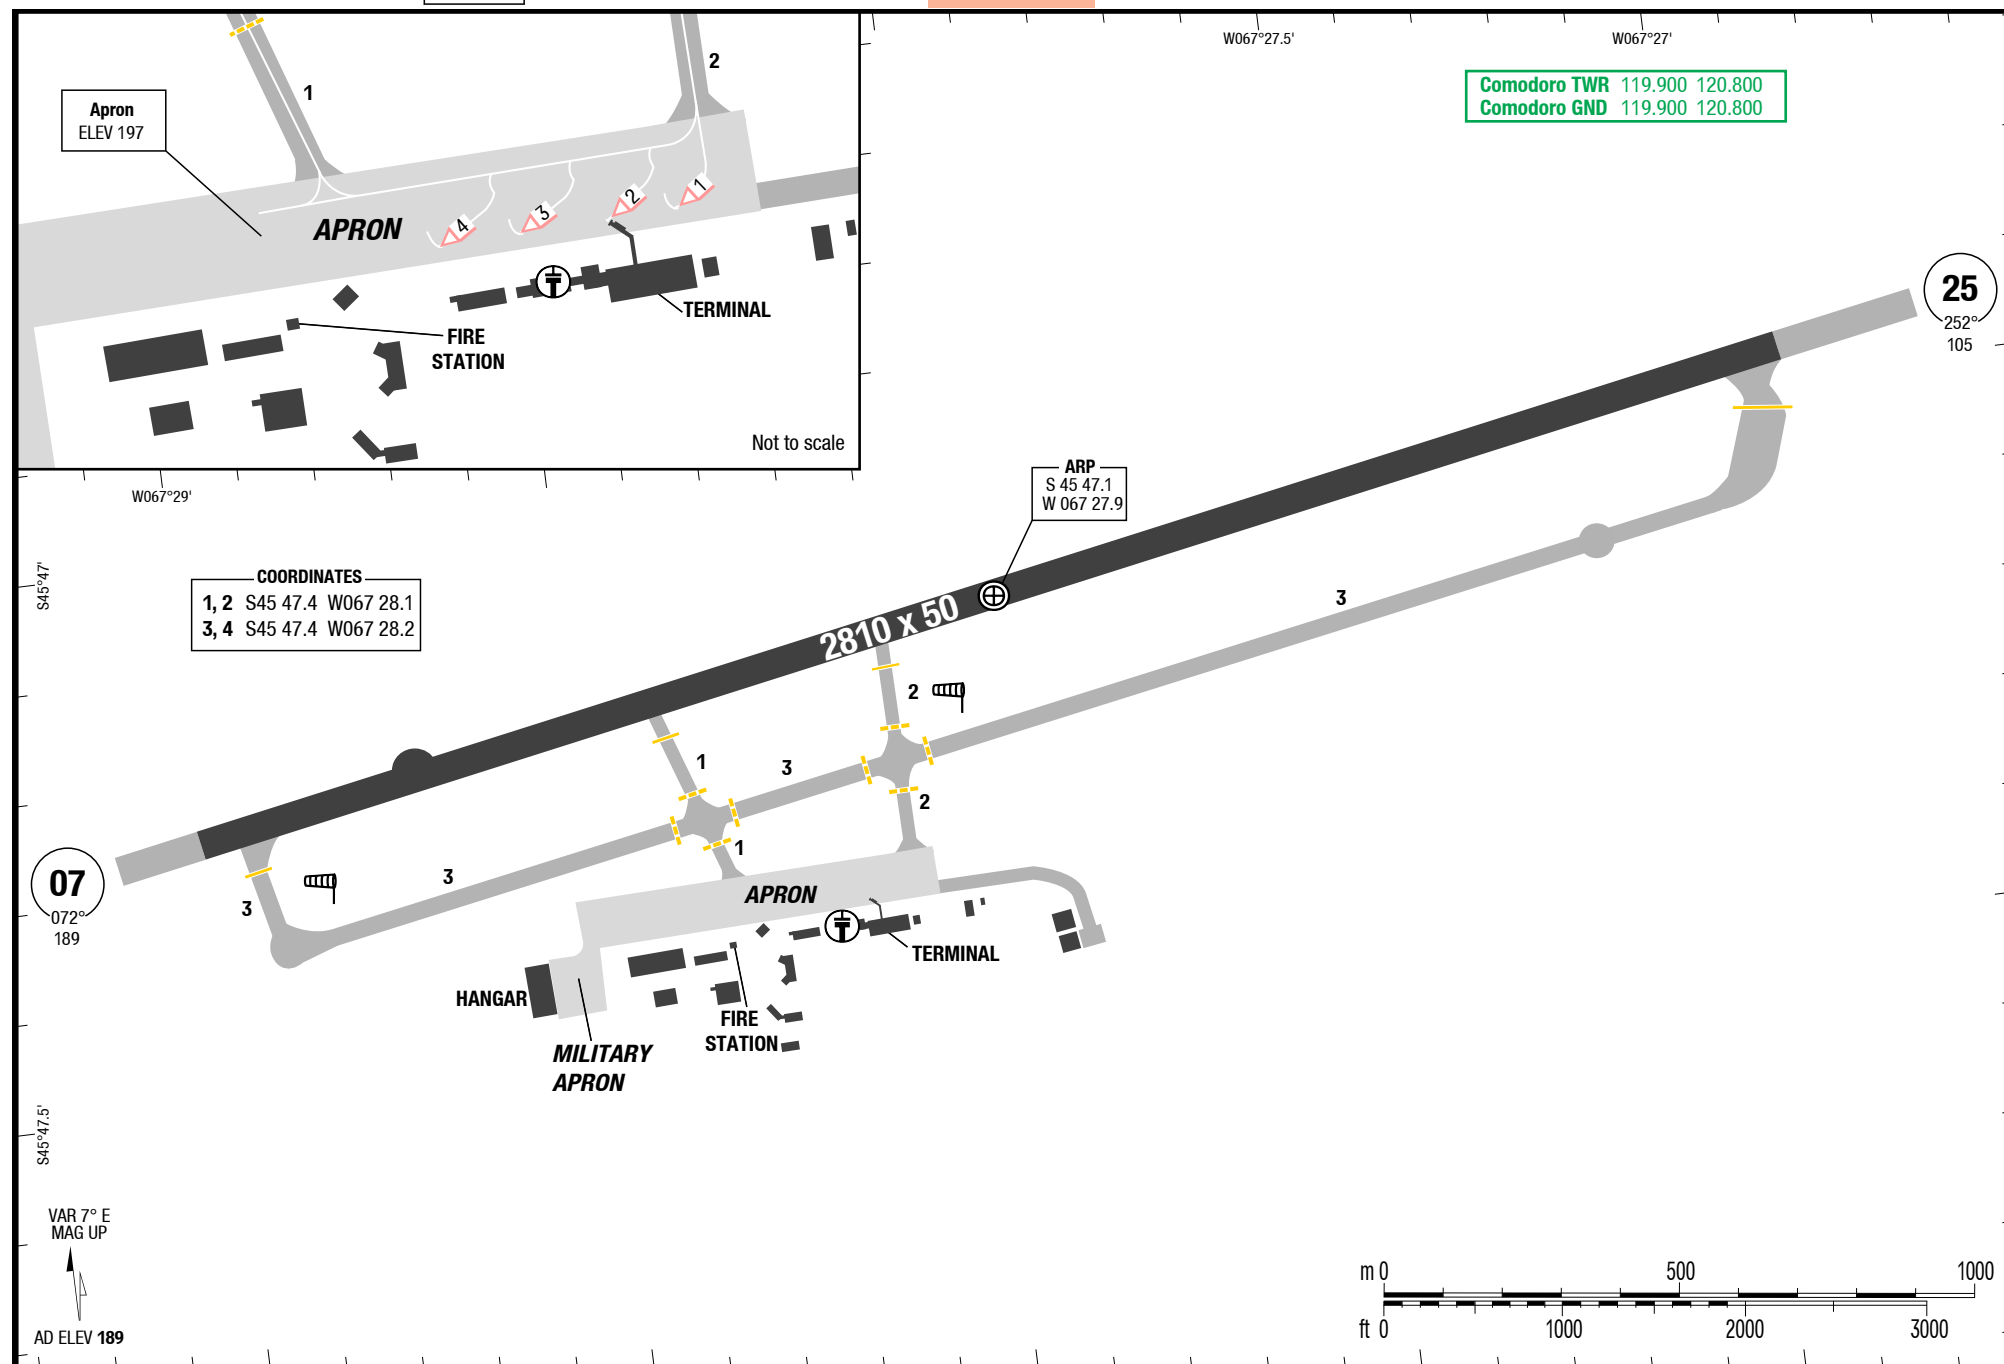 W067°27.5'
W067°27'
Comodoro TWR 119.900 120.800
Comodoro GND 119.900 120.800
1
2
Apron
ELEV 197
APRON
4
3
2
1
TERMINAL
FIRE
STATION
Not to scale
25
252°
105
W067°29'
ARP
S 45 47.1
W 067 27.9
S45°47'
COORDINATES
1, 2 S45 47.4 W067 28.1
3, 4 S45 47.4 W067 28.2
2810 x 50
3
2
1
3
2
1
3
3
07
072°
189
APRON
TERMINAL
HANGAR
FIRE
STATION
MILITARY
APRON
S45°47.5'
VAR 7° E
MAG UP
AD ELEV 189
m 0 500 1000
ft 0 1000 2000 3000